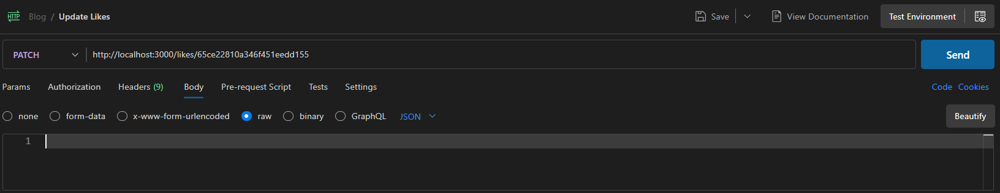 HTTP Blog / Update Likes Save View Documentation Test Environment
PATCH http://localhost:3000/likes/65ce22810a346f451eedd155 Send
Params Authorization Headers (9) Body Pre-request Script Tests Settings Code Cookies
none form-data x-www-form-urlencoded raw binary GraphQL JSON Beautify
1